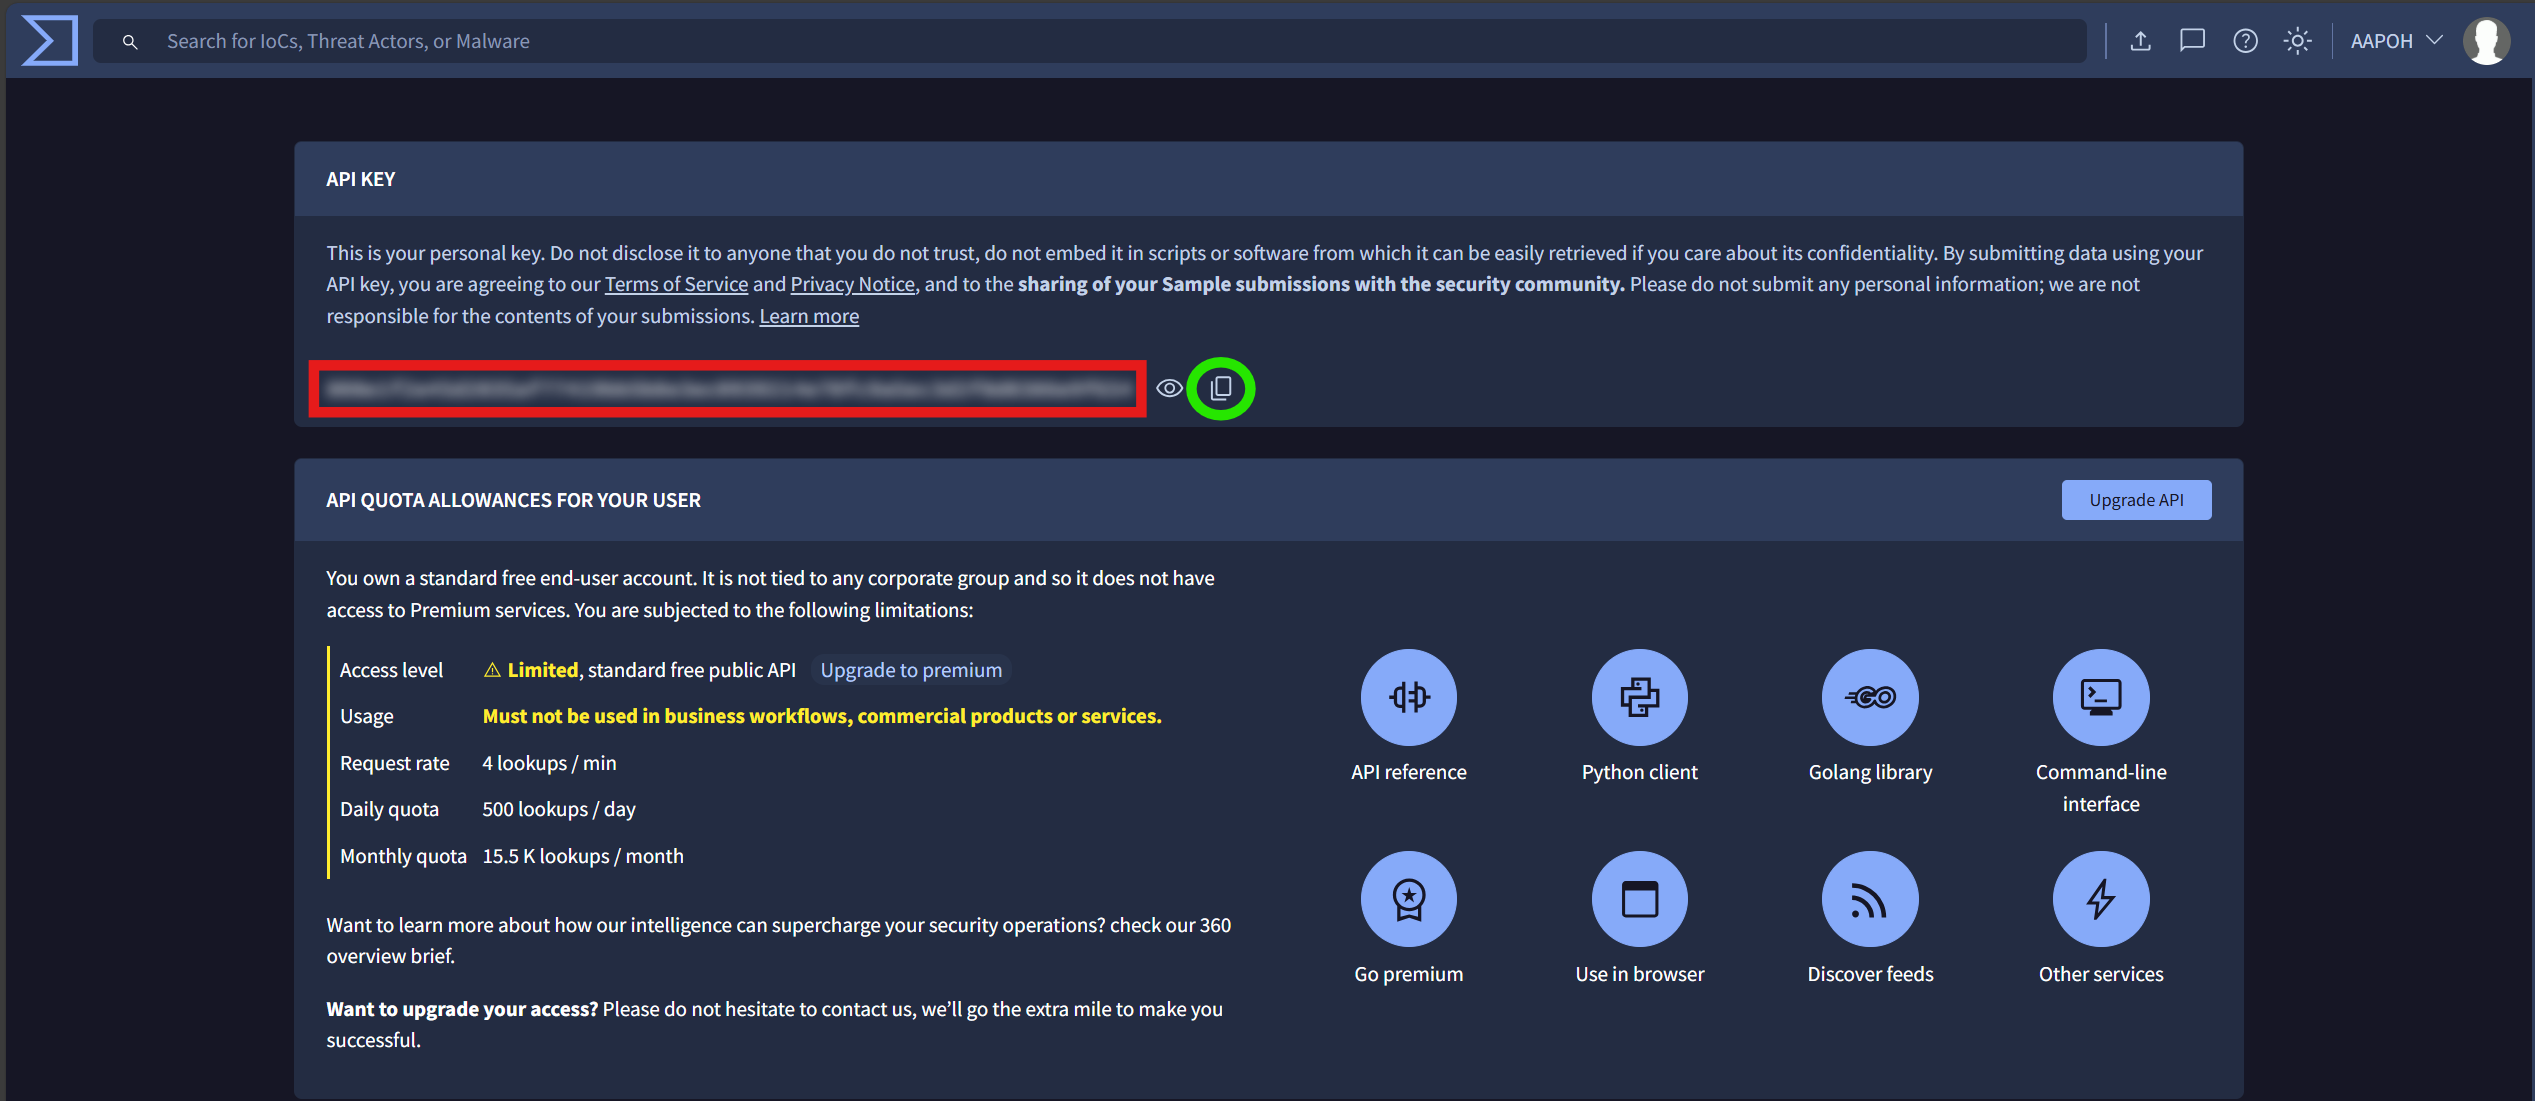 Search for IoCs, Threat Actors, or Malware
AAPOH
API KEY
This is your personal key. Do not disclose it to anyone that you do not trust, do not embed it in scripts or software from which it can be easily retrieved if you care about its confidentiality. By submitting data using your
API key, you are agreeing to our Terms of Service and Privacy Notice, and to the sharing of your Sample submissions with the security community. Please do not submit any personal information; we are not
responsible for the contents of your submissions. Learn more
API QUOTA ALLOWANCES FOR YOUR USER
Upgrade API
You own a standard free end-user account. It is not tied to any corporate group and so it does not have
access to Premium services. You are subjected to the following limitations:
Access level Limited, standard free public API Upgrade to premium
Usage Must not be used in business workflows, commercial products or services.
Request rate 4 lookups / min
Daily quota 500 lookups / day
Monthly quota 15.5 K lookups / month
Want to learn more about how our intelligence can supercharge your security operations? check our 360
overview brief.
Want to upgrade your access? Please do not hesitate to contact us, we'll go the extra mile to make you
successful.
API reference
Python client
Golang library
Command-line
interface
Go premium
Use in browser
Discover feeds
Other services